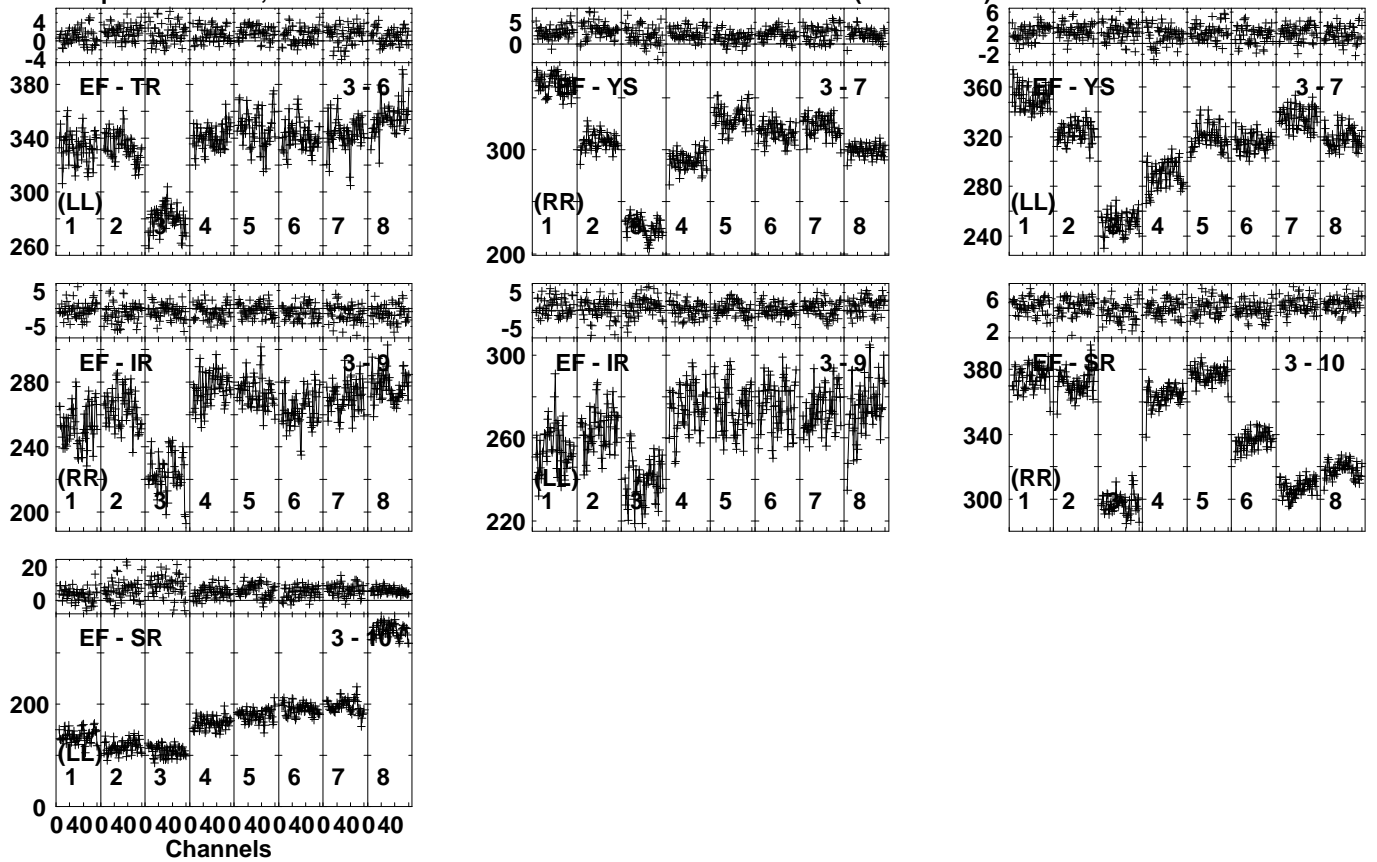 4
0
-4
380
340
300
260
EF - TR 3 - 6
(LL)
1 2 3 4 5 6 7 8
5
0
300
200
EF - YS 3 - 7
(RR)
1 2 3 4 5 6 7 8
6
2
-2
360
320
280
240
EF - YS 3 - 7
(LL)
1 2 3 4 5 6 7 8
5
-5
280
240
200
EF - IR 3 - 9
(RR)
1 2 3 4 5 6 7 8
5
-5
300
260
220
EF - IR 3 - 9
(LL)
1 2 3 4 5 6 7 8
6
2
380
340
300
EF - SR 3 - 10
(RR)
1 2 3 4 5 6 7 8
20
0
200
0
EF - SR 3 - 10
(LL)
1 2 3 4 5 6 7 8
0 40 0 40 0 40 0 40 0 40 0 40 0 40 0 40
Channels